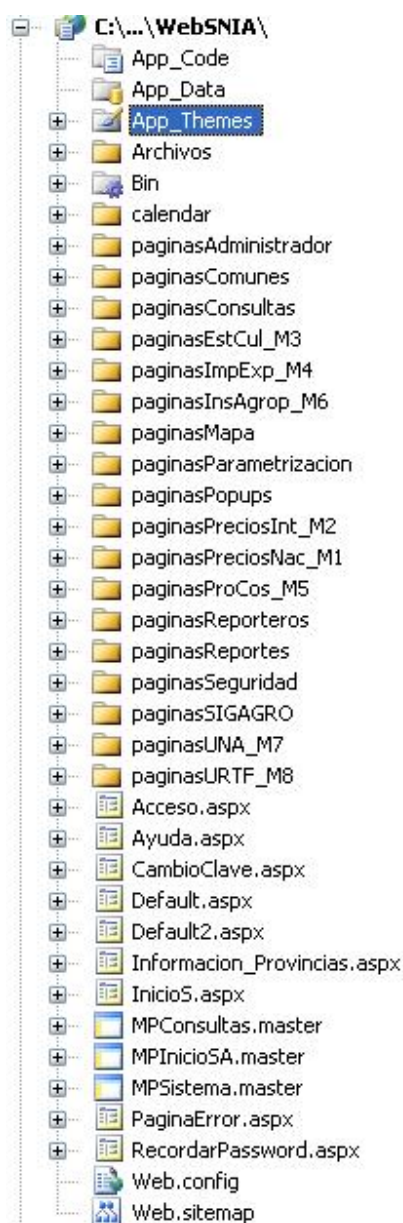 C:\...\WebSNIA\
App_Code
App_Data
App_Themes
Archivos
Bin
calendar
paginasAdministrador
paginasComunes
paginasConsultas
paginasEstCul_M3
paginasImpExp_M4
paginasInsAgrop_M6
paginasMapa
paginasParametrizacion
paginasPopups
paginasPreciosInt_M2
paginasPreciosNac_M1
paginasProCos_M5
paginasReporteros
paginasReportes
paginasSeguridad
paginasSIGAGRO
paginasUNA_M7
paginasURTF_M8
Acceso.aspx
Ayuda.aspx
CambioClave.aspx
Default.aspx
Default2.aspx
Informacion_Provincias.aspx
InicioS.aspx
MPConsultas.master
MPInicioSA.master
MPSistema.master
PaginaError.aspx
RecordarPassword.aspx
Web.config
Web.sitemap